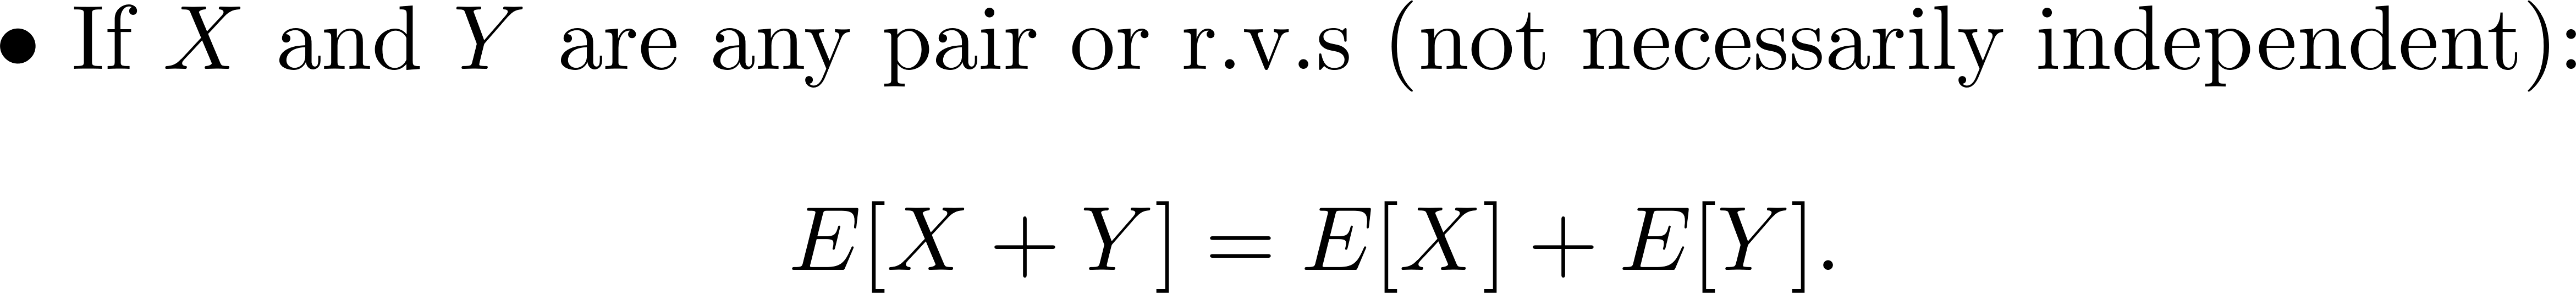 • If X and Y are any pair or r.v.s (not necessarily independent):
E[X + Y] = E[X] + E[Y].